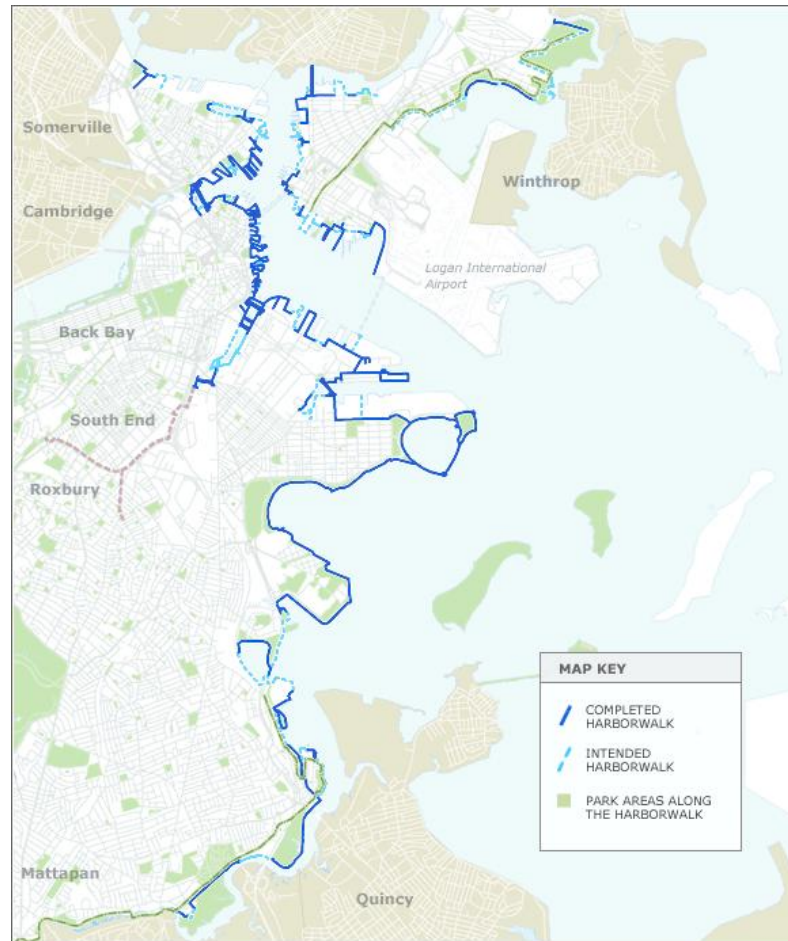 Somerville
Cambridge
Winthrop
Logan International
Airport
Back Bay
South End
Roxbury
MAP KEY
COMPLETED
HARBORWALK
INTENDED
HARBORWALK
PARK AREAS ALONG
THE HARBORWALK
Mattapan
Quincy